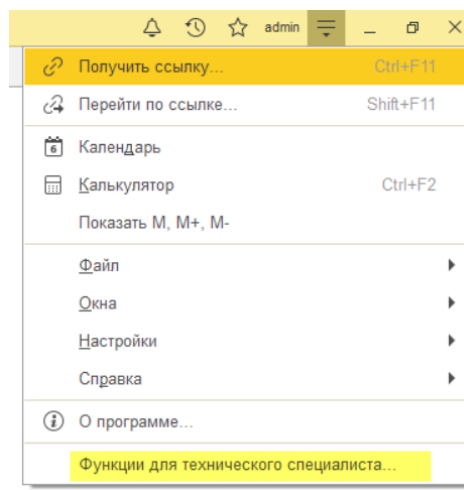 admin
Получить ссылку... Ctrl+F11
Перейти по ссылке... Shift+F11
6 Календарь
Калькулятор Ctrl+F2
Показать M, M+, M-
Файл
Окна
Настройки
Справка
О программе...
Функции для технического специалиста...